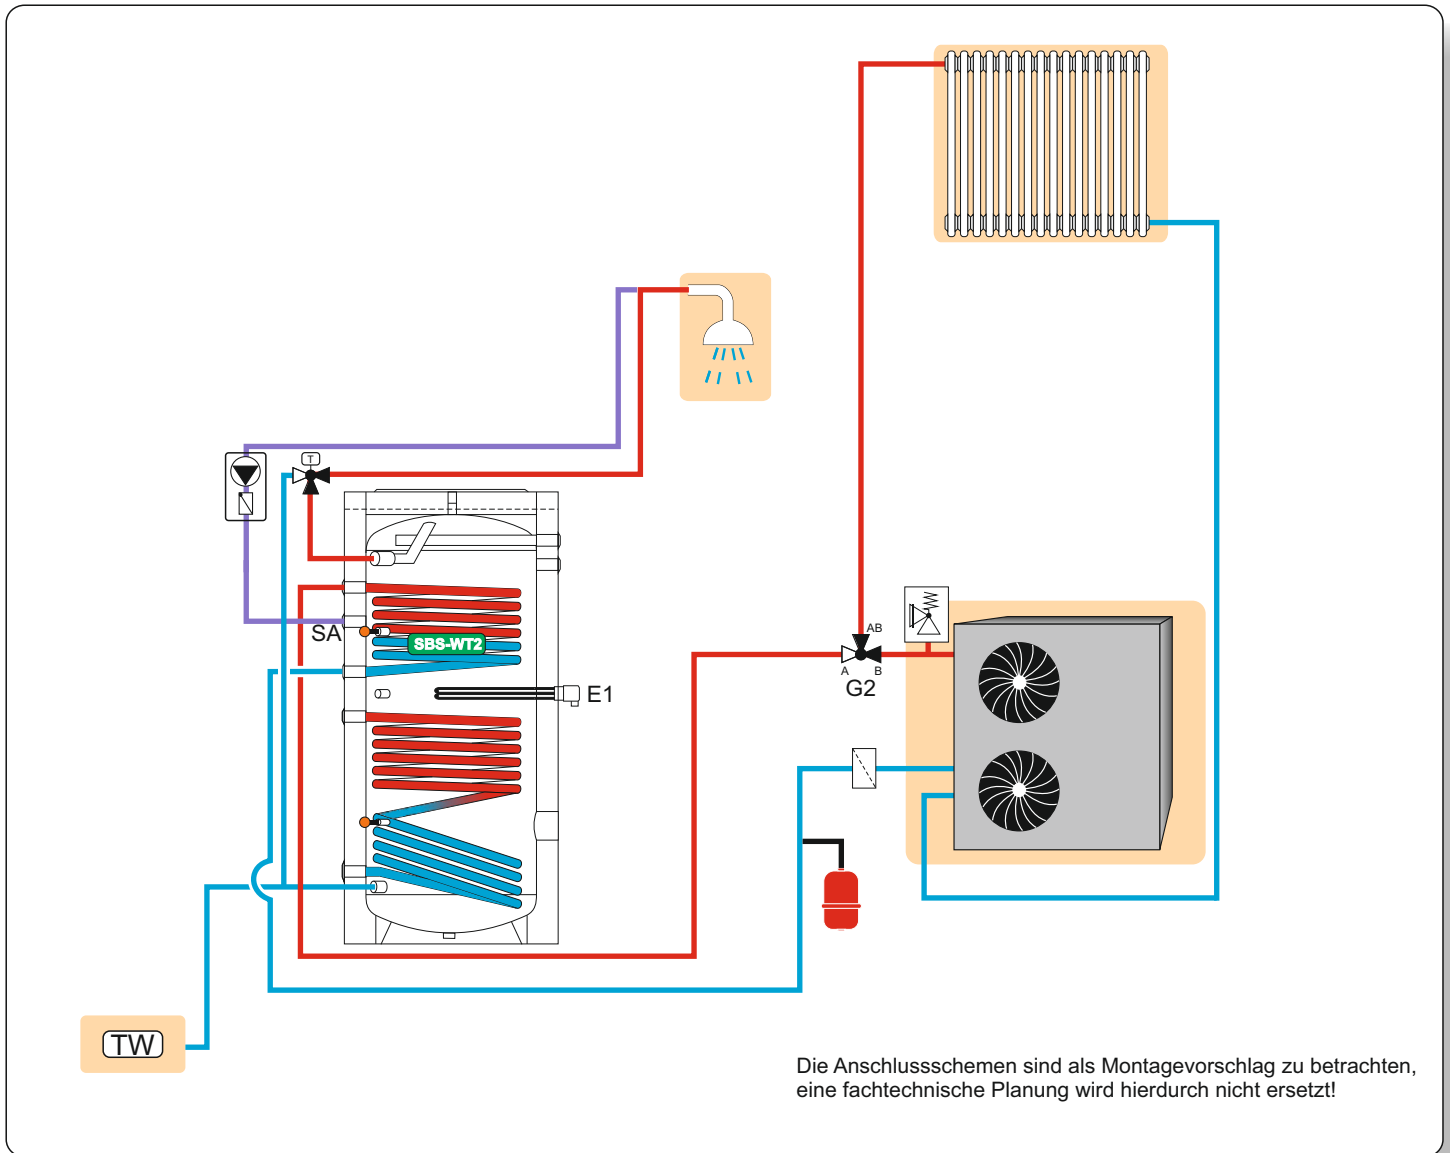 T
SA
SBS-WT2
E1
AB
A
B
G2
TW
Die Anschlussschemen sind als Montagevorschlag zu betrachten,
eine fachtechnische Planung wird hierdurch nicht ersetzt!